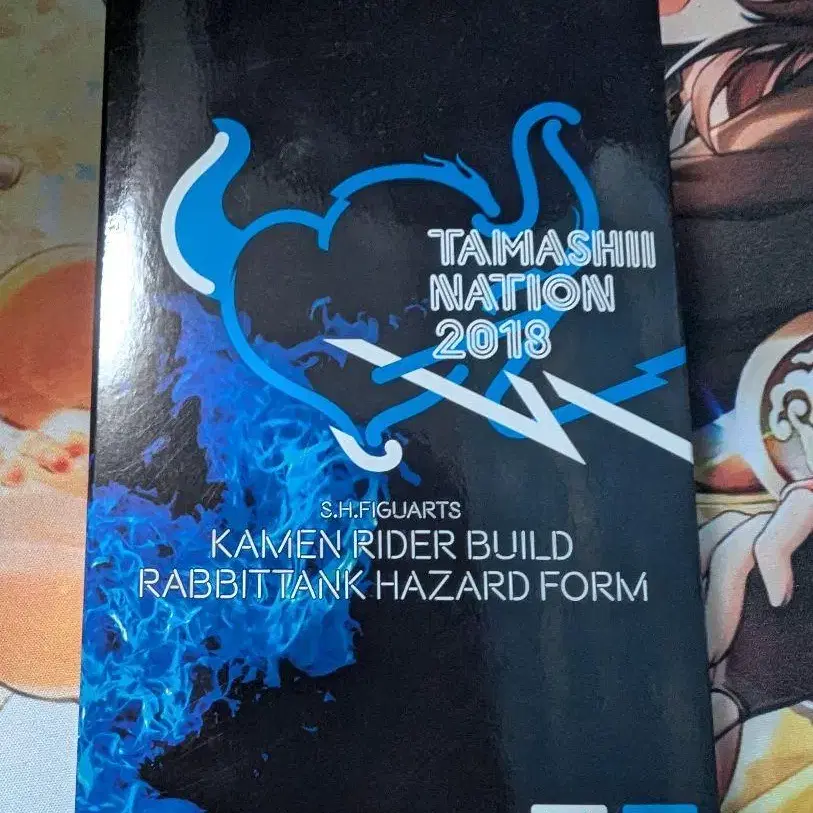 TAMASHII
NATION
2018
S.H.FIGUARTS
KAMEN RIDER BUILD
RABBITTANK HAZARD FORM